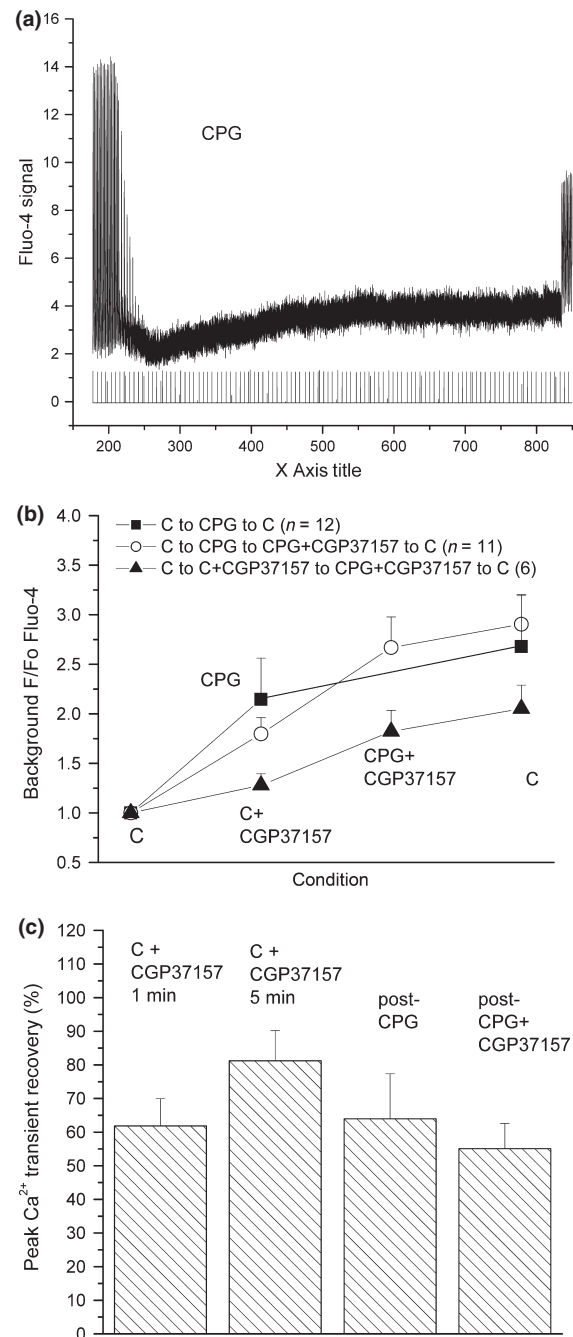 (a)
16
14
12
10
8
6
4
2
0
Fluo-4 signal
CPG
200 300 400 500 600 700 800
X Axis title
(b)
4.0
3.5
3.0
2.5
2.0
1.5
1.0
0.5
Background F/Fo Fluo-4
C to CPG to C (n = 12)
C to CPG to CPG+CGP37157 to C (n = 11)
C to C+CGP37157 to CPG+CGP37157 to C (6)
CPG
CPG+
CGP37157
C
C
C+
CGP37157
Condition
(c)
120
110
100
90
80
70
60
50
40
30
20
10
0
Peak Ca2+ transient recovery (%)
C +
CGP37157
1 min
C +
CGP37157
5 min
post-
CPG
post-
CPG+
CGP37157